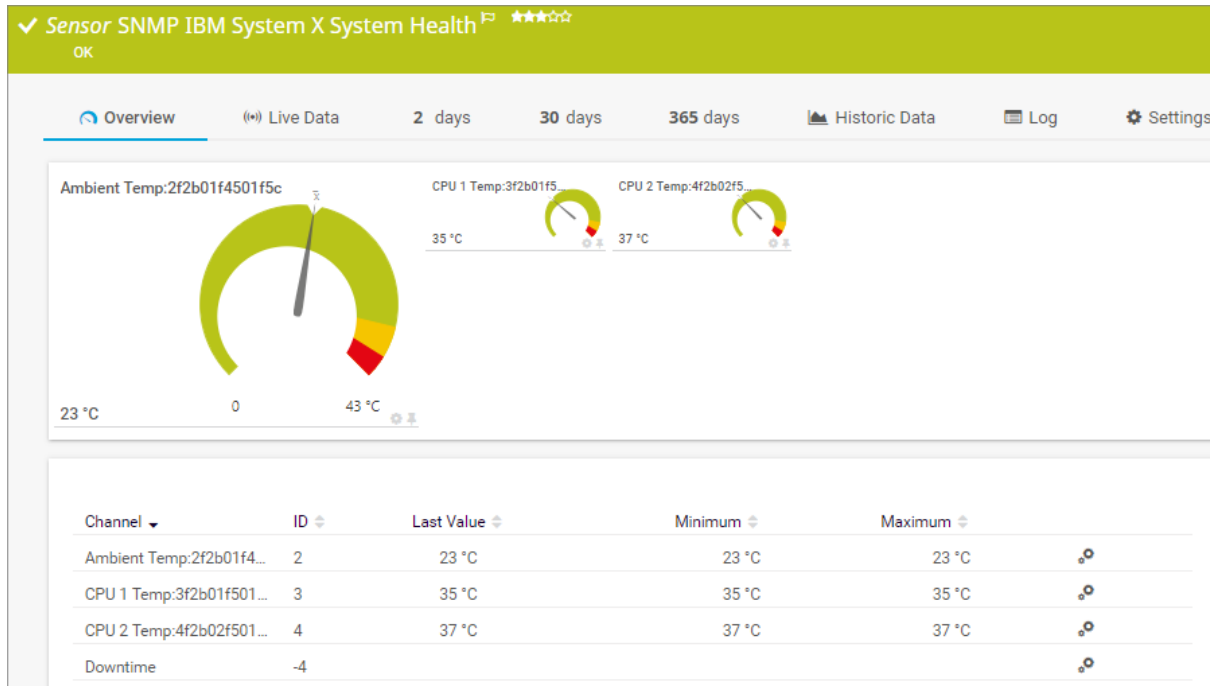 Sensor SNMP IBM System X System Health
OK
Overview Live Data 2 days 30 days 365 days Historic Data Log Settings
Ambient Temp:2f2b01f4501f5c
x̄
0 43 °C
23 °C
CPU 1 Temp:3f2b01f5...
35 °C
CPU 2 Temp:4f2b02f5...
37 °C
Channel ID Last Value Minimum Maximum
Ambient Temp:2f2b01f4... 2 23 °C 23 °C 23 °C
CPU 1 Temp:3f2b01f501... 3 35 °C 35 °C 35 °C
CPU 2 Temp:4f2b02f501... 4 37 °C 37 °C 37 °C
Downtime -4